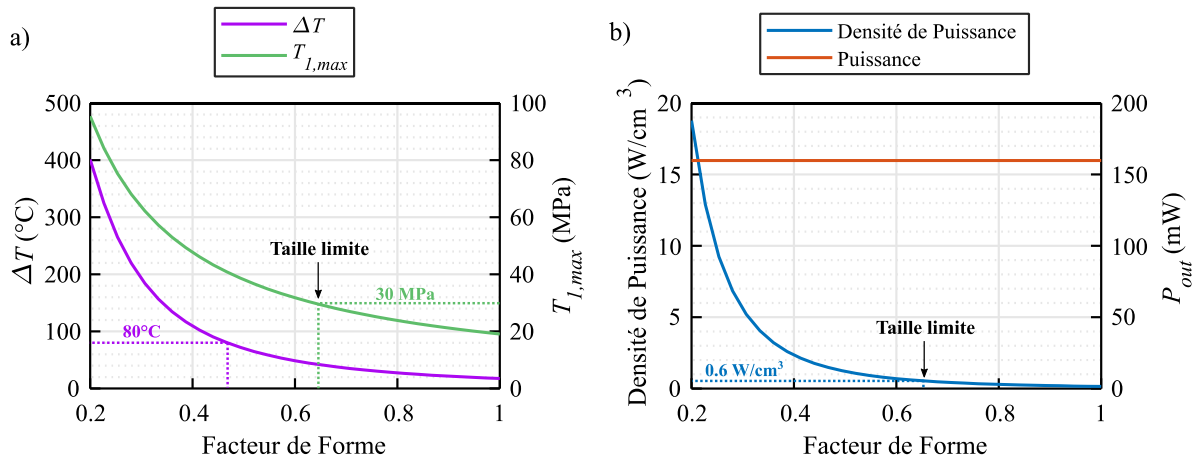 a)
ΔT
T1,max
500
400
300
200
100
0
ΔT (°C)
100
80
60
40
20
0
T1,max (MPa)
Taille limite
30 MPa
80°C
0.2
0.4
0.6
0.8
1
Facteur de Forme
b)
Densité de Puissance
Puissance
20
15
10
5
0
Densité de Puissance (W/cm3)
200
150
100
50
0
Pout (mW)
Taille limite
0.6 W/cm3
0.2
0.4
0.6
0.8
1
Facteur de Forme